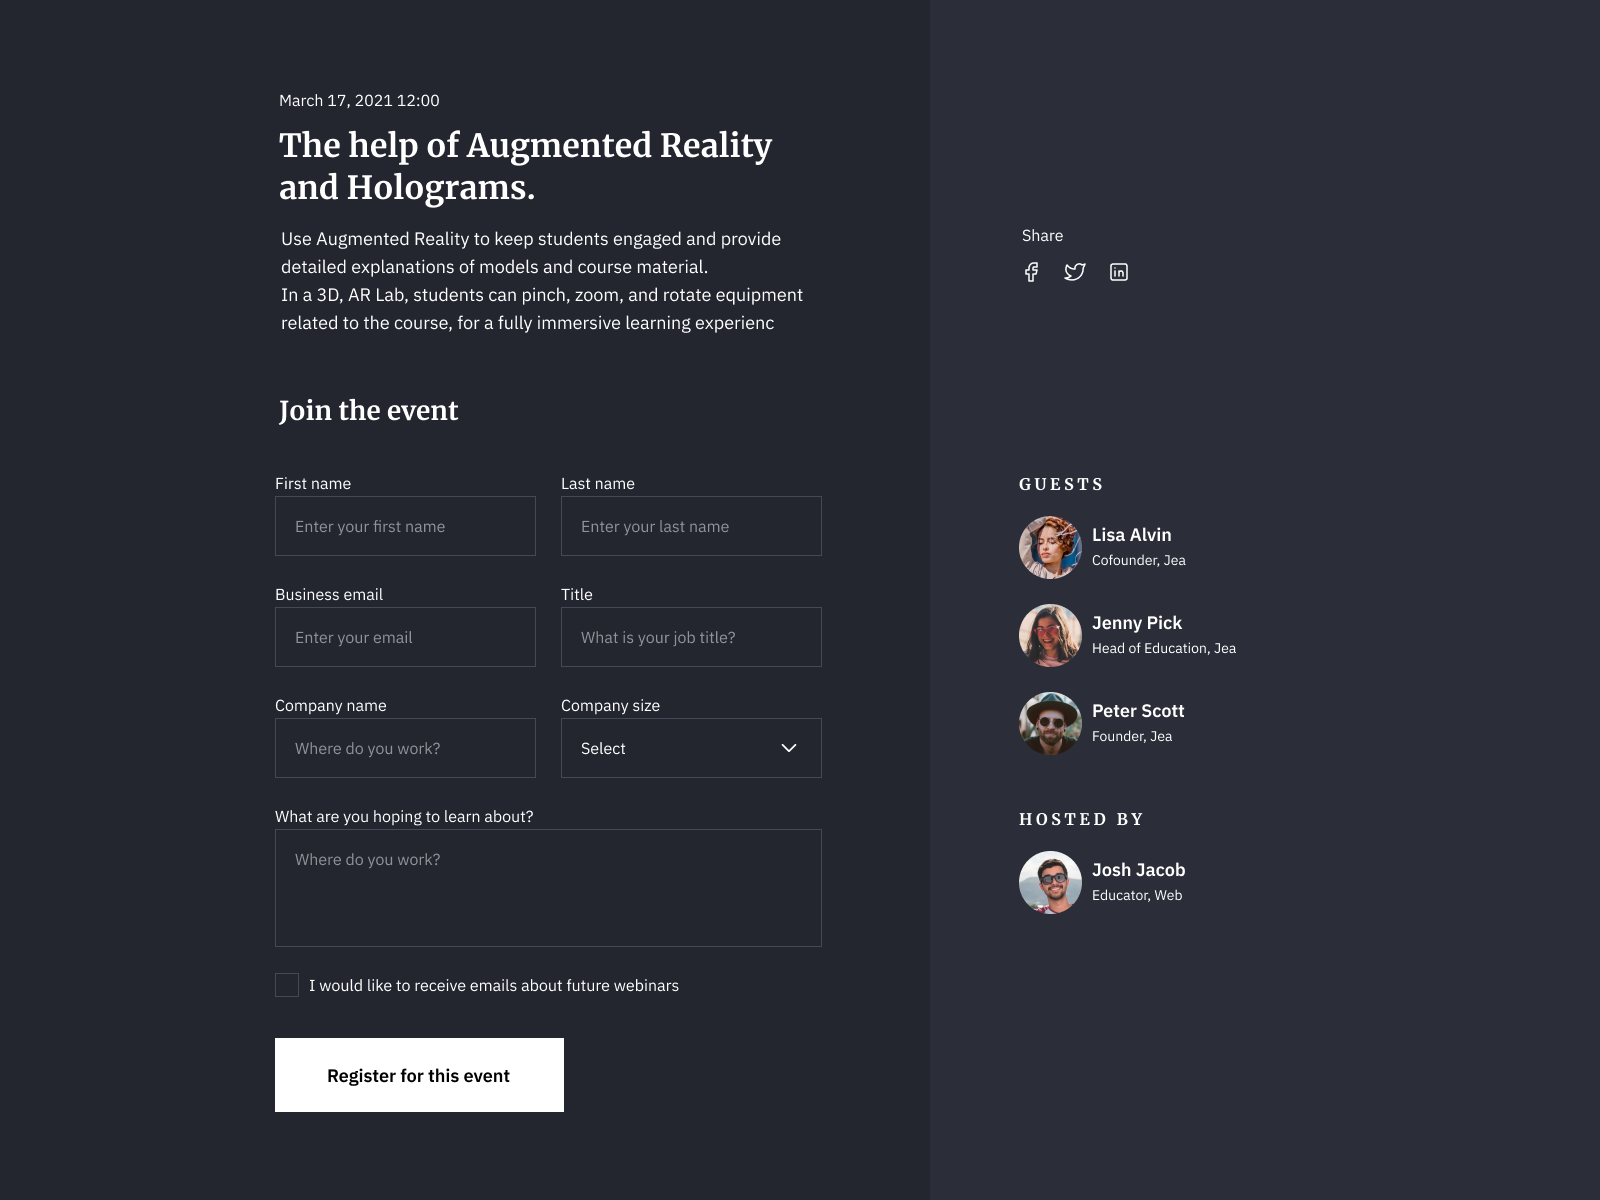 March 17, 2021 12:00
The help of Augmented Reality
and Holograms.
Use Augmented Reality to keep students engaged and provide
detailed explanations of models and course material.
In a 3D, AR Lab, students can pinch, zoom, and rotate equipment
related to the course, for a fully immersive learning experienc
Join the event
First name
Last name
Enter your first name
Enter your last name
Business email
Title
Enter your email
What is your job title?
Company name
Company size
Where do you work?
Select
What are you hoping to learn about?
Where do you work?
I would like to receive emails about future webinars
Register for this event
Share
GUESTS
Lisa Alvin
Cofounder, Jea
Jenny Pick
Head of Education, Jea
Peter Scott
Founder, Jea
HOSTED BY
Josh Jacob
Educator, Web